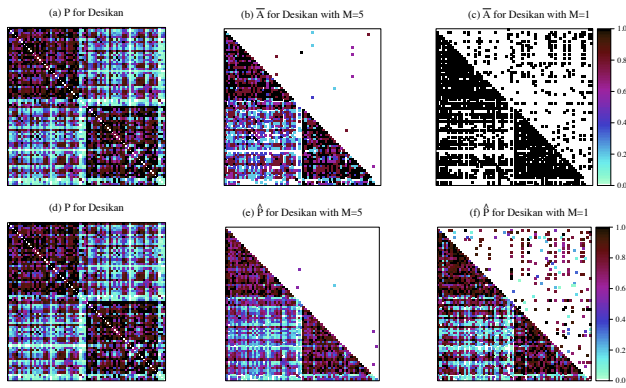 (a) P for Desikan
(b) A̅ for Desikan with M=5
(c) A̅ for Desikan with M=1
1.0
0.8
0.6
0.4
0.2
0.0
(d) P for Desikan
(e) P̂ for Desikan with M=5
(f) P̂ for Desikan with M=1
1.0
0.8
0.6
0.4
0.2
0.0